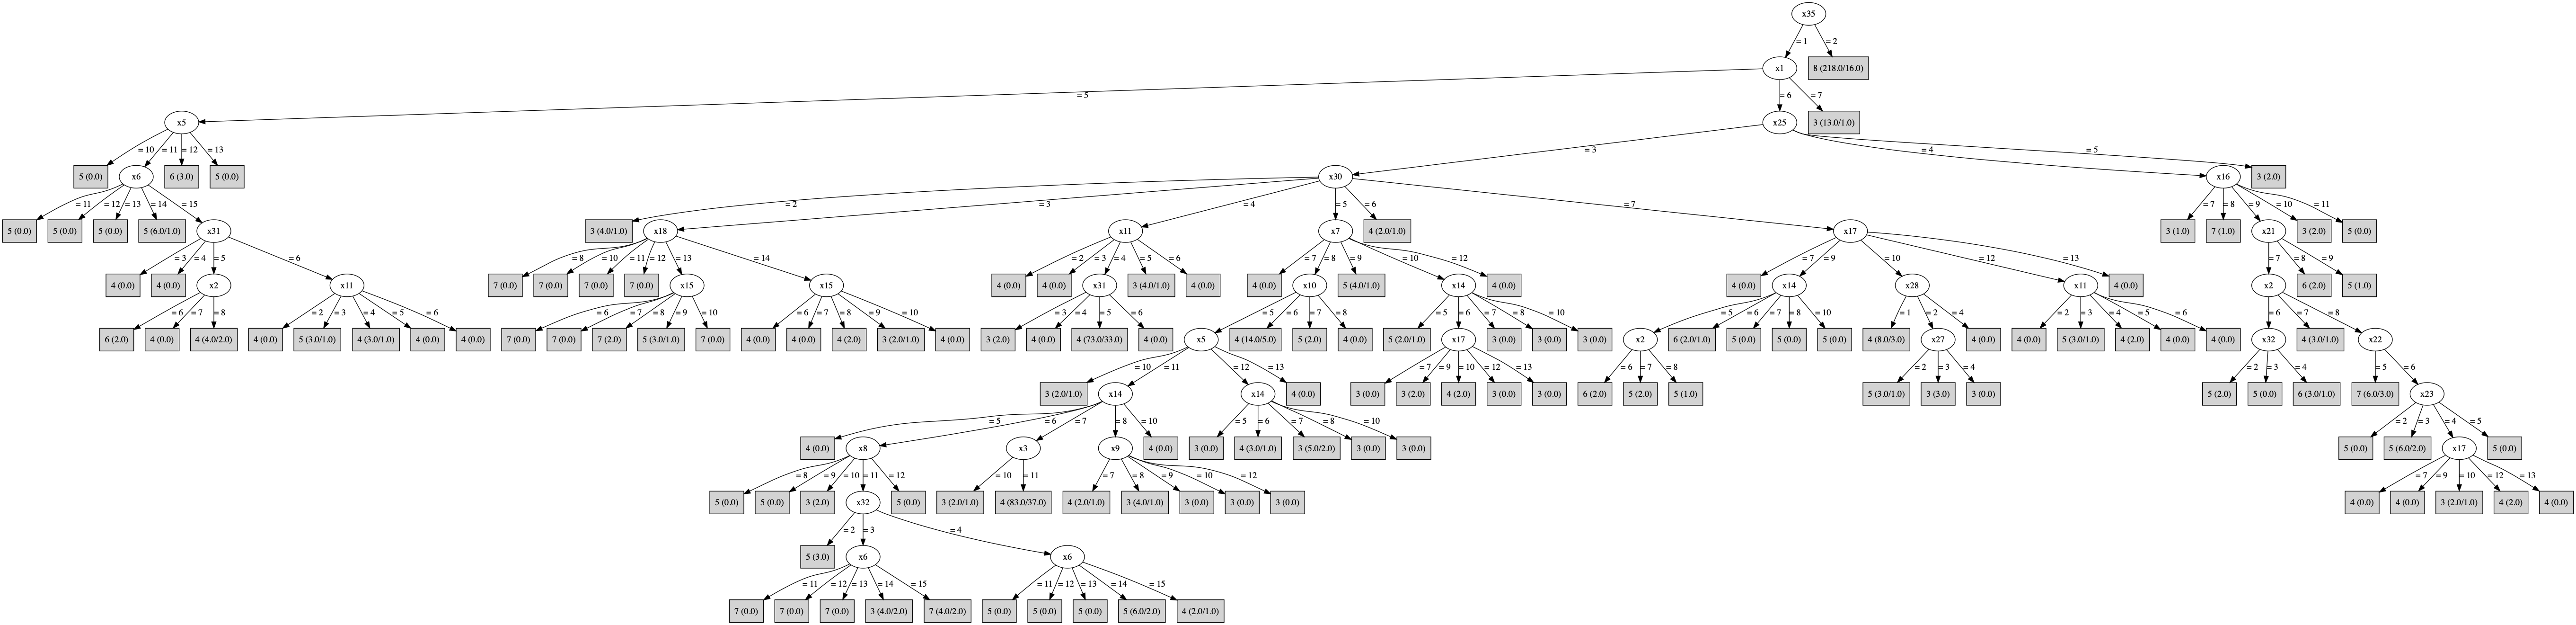 x35
= 1 = 2
x1 8 (218.0/16.0)
= 5 = 6 = 7
x5 x25 3 (13.0/1.0)
= 10 = 11 = 12 = 13 = 3 = 4 = 5
5 (0.0) x6 6 (3.0) 5 (0.0) x30 x16 3 (2.0)
= 11 = 12 = 13 = 14 = 15 = 2 = 3 = 4 = 5 = 6 = 7 = 7 = 8 = 9 = 10 = 11
5 (0.0) 5 (0.0) 5 (0.0) 5 (6.0/1.0) x31 3 (4.0/1.0) x18 x11 x7 4 (2.0/1.0) x17 3 (1.0) 7 (1.0) x21 3 (2.0) 5 (0.0)
= 3 = 4 = 5 = 6 = 8 = 10 = 11 = 12 = 13 = 14 = 2 = 3 = 4 = 5 = 6 = 7 = 8 = 9 = 10 = 12 = 7 = 9 = 10 = 12 = 13 = 7 = 8 = 9
4 (0.0) 4 (0.0) x2 x11 7 (0.0) 7 (0.0) 7 (0.0) 7 (0.0) x15 x15 4 (0.0) 4 (0.0) x31 3 (4.0/1.0) 4 (0.0) 4 (0.0) x10 5 (4.0/1.0) x14 4 (0.0) 4 (0.0) x14 x28 x11 4 (0.0) x2 6 (2.0) 5 (1.0)
= 6 = 7 = 8 = 2 = 3 = 4 = 5 = 6 = 6 = 7 = 8 = 9 = 10 = 6 = 7 = 8 = 9 = 10 = 3 = 4 = 5 = 6 = 5 = 6 = 7 = 8 = 5 = 6 = 7 = 8 = 10 = 5 = 6 = 7 = 8 = 10 = 1 = 2 = 4 = 2 = 3 = 4 = 5 = 6 = 6 = 7 = 8
6 (2.0) 4 (0.0) 4 (4.0/2.0) 4 (0.0) 5 (3.0/1.0) 4 (3.0/1.0) 4 (0.0) 4 (0.0) 7 (0.0) 7 (0.0) 7 (2.0) 5 (3.0/1.0) 7 (0.0) 4 (0.0) 4 (0.0) 4 (2.0) 3 (2.0/1.0) 4 (0.0) 3 (2.0) 4 (0.0) 4 (73.0/33.0) 4 (0.0) x5 4 (14.0/5.0) 5 (2.0) 4 (0.0) 5 (2.0/1.0) x17 3 (0.0) 3 (0.0) 3 (0.0) x2 6 (2.0/1.0) 5 (0.0) 5 (0.0) 5 (0.0) 4 (8.0/3.0) x27 4 (0.0) 4 (0.0) 5 (3.0/1.0) 4 (2.0) 4 (0.0) 4 (0.0) x32 4 (3.0/1.0) x22
= 10 = 11 = 12 = 13 = 7 = 9 = 10 = 12 = 13 = 6 = 7 = 8 = 2 = 3 = 4 = 2 = 3 = 4 = 5 = 6
3 (2.0/1.0) x14 x14 4 (0.0) 3 (0.0) 3 (2.0) 4 (2.0) 3 (0.0) 3 (0.0) 6 (2.0) 5 (2.0) 5 (1.0) 5 (3.0/1.0) 3 (3.0) 3 (0.0) 5 (2.0) 5 (0.0) 6 (3.0/1.0) 7 (6.0/3.0) x23
= 5 = 6 = 7 = 8 = 10 = 5 = 6 = 7 = 8 = 10 = 2 = 3 = 4 = 5
4 (0.0) x8 x3 x9 4 (0.0) 3 (0.0) 4 (3.0/1.0) 3 (5.0/2.0) 3 (0.0) 3 (0.0) 5 (0.0) 5 (6.0/2.0) x17 5 (0.0)
= 8 = 9 = 10 = 11 = 12 = 10 = 11 = 7 = 8 = 9 = 10 = 12 = 7 = 9 = 10 = 12 = 13
5 (0.0) 5 (0.0) 3 (2.0) x32 5 (0.0) 3 (2.0/1.0) 4 (83.0/37.0) 4 (2.0/1.0) 3 (4.0/1.0) 3 (0.0) 3 (0.0) 3 (0.0) 4 (0.0) 4 (0.0) 3 (2.0/1.0) 4 (2.0) 4 (0.0)
= 2 = 3 = 4
5 (3.0) x6 x6
= 11 = 12 = 13 = 14 = 15 = 11 = 12 = 13 = 14 = 15
7 (0.0) 7 (0.0) 7 (0.0) 3 (4.0/2.0) 7 (4.0/2.0) 5 (0.0) 5 (0.0) 5 (0.0) 5 (6.0/2.0) 4 (2.0/1.0)